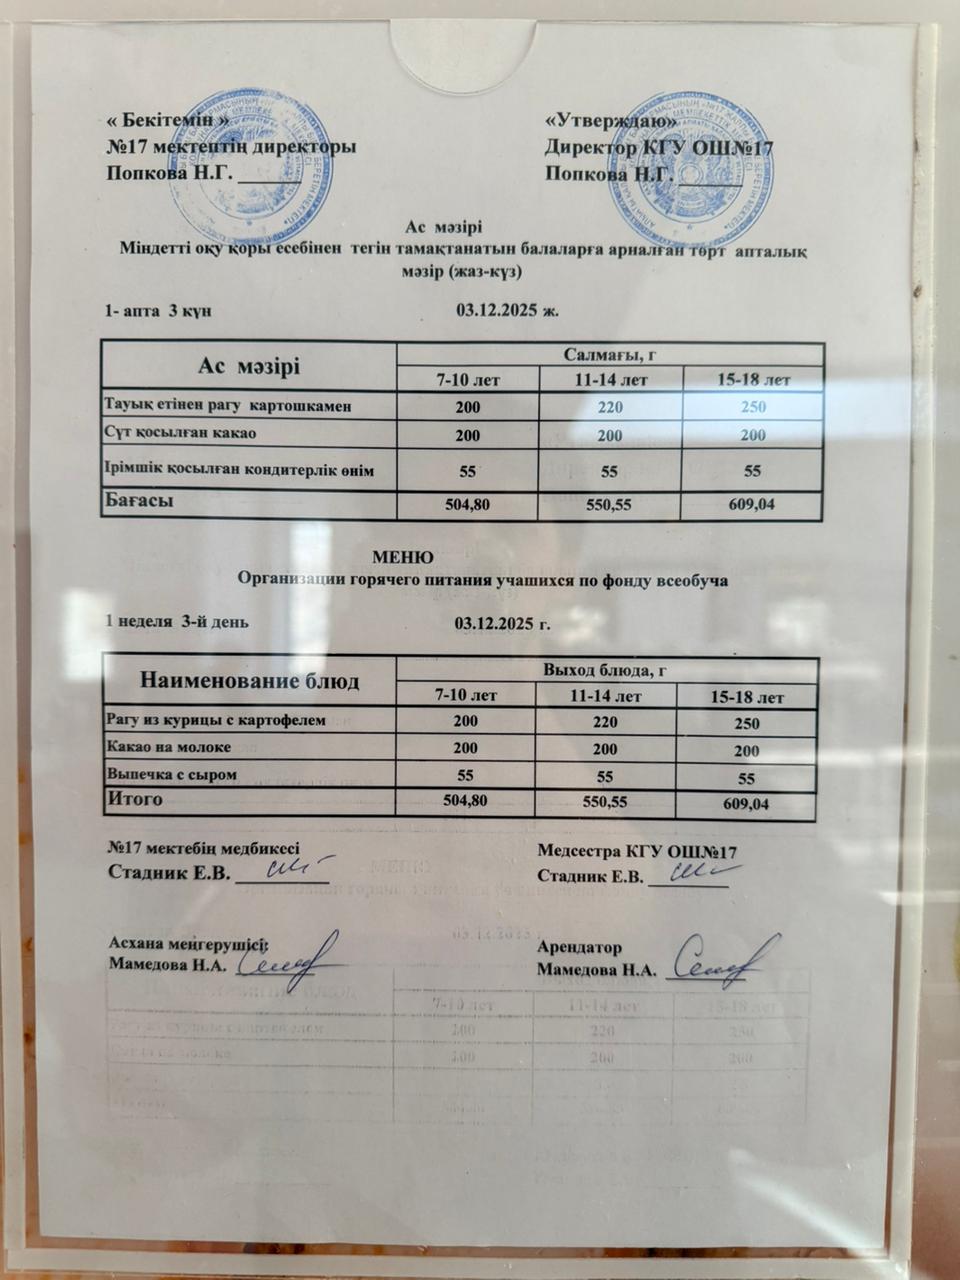 « Бекітемін »
№17 мектептің директоры
Попкова Н.Г. ______
«Утверждаю»
Директор КГУ ОШ№17
Попкова Н.Г. ______
Ас мәзірі
Міндетті оқу қоры есебінен тегін тамақтанатын балаларға арналған төрт апталық
мәзір (жаз-күз)
1- апта 3 күн 03.12.2025 ж.
Ас мәзірі Салмағы, г
7-10 лет 11-14 лет 15-18 лет
Тауық етінен рагу картошкамен 200 220 250
Сүт қосылған какао 200 200 200
Ірімшік қосылған кондитерлік өнім 55 55 55
Бағасы 504,80 550,55 609,04
МЕНЮ
Организации горячего питания учашихся по фонду всеобуча
1 неделя 3-й день 03.12.2025 г.
Наименование блюд Выход блюда, г
7-10 лет 11-14 лет 15-18 лет
Рагу из курицы с картофелем 200 220 250
Какао на молоке 200 200 200
Выпечка с сыром 55 55 55
Итого 504,80 550,55 609,04
№17 мектебің медбикесі
Стадник Е.В. _________
Медсестра КГУ ОШ№17
Стадник Е.В. ________
Асхана меңгерушісі:
Мамедова Н.А. __________
Арендатор
Мамедова Н.А. ________